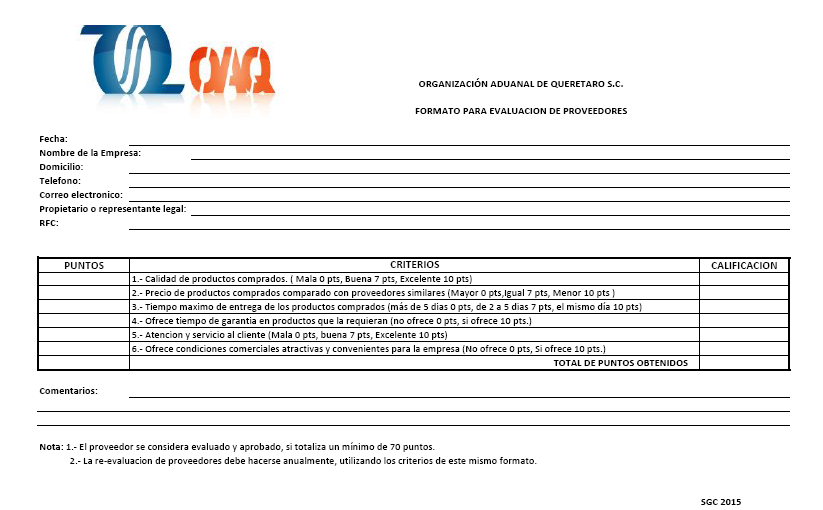 OAQ
ORGANIZACIÓN ADUANAL DE QUERETARO S.C.
FORMATO PARA EVALUACION DE PROVEEDORES
Fecha:
Nombre de la Empresa:
Domicilio:
Telefono:
Correo electronico:
Propietario o representante legal:
RFC:
PUNTOS CRITERIOS CALIFICACION
1.- Calidad de productos comprados. ( Mala 0 pts, Buena 7 pts, Excelente 10 pts)
2.- Precio de productos comprados comparado con proveedores similares (Mayor 0 pts,Igual 7 pts, Menor 10 pts )
3.- Tiempo maximo de entrega de los productos comprados (más de 5 dias 0 pts, de 2 a 5 dias 7 pts, el mismo día 10 pts)
4.- Ofrece tiempo de garantia en productos que la requieran (no ofrece 0 pts, si ofrece 10 pts.)
5.- Atencion y servicio al cliente (Mala 0 pts, buena 7 pts, Excelente 10 pts)
6.- Ofrece condiciones comerciales atractivas y convenientes para la empresa (No ofrece 0 pts, Si ofrece 10 pts.)
TOTAL DE PUNTOS OBTENIDOS
Comentarios:
Nota: 1.- El proveedor se considera evaluado y aprobado, si totaliza un mínimo de 70 puntos.
2.- La re-evaluacion de proveedores debe hacerse anualmente, utilizando los criterios de este mismo formato.
SGC 2015